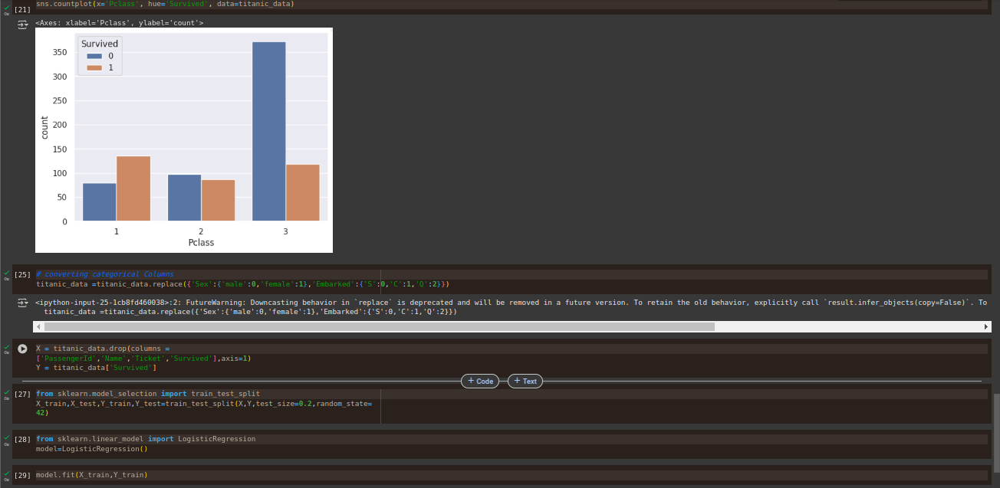 [21]
sns.countplot(x='Pclass', hue='Survived', data=titanic_data)
0s
<Axes: xlabel='Pclass', ylabel='count'>
Survived
0
1
350
300
250
200
150
100
50
0
count
1 2 3
Pclass
[25]
# converting categorical Columns
0s
titanic_data =titanic_data.replace({'Sex':{'male':0,'female':1},'Embarked':{'S':0,'C':1,'Q':2}})
<ipython-input-25-1cb8fd460038>:2: FutureWarning: Downcasting behavior in `replace` is deprecated and will be removed in a future version. To retain the old behavior, explicitly call `result.infer_objects(copy=False)`. To
titanic_data =titanic_data.replace({'Sex':{'male':0,'female':1},'Embarked':{'S':0,'C':1,'Q':2}})
0s
X = titanic_data.drop(columns =
['PassengerId','Name','Ticket','Survived'],axis=1)
Y = titanic_data['Survived']
+ Code + Text
[27] from sklearn.model_selection import train_test_split
0s
X_train,X_test,Y_train,Y_test=train_test_split(X,Y,test_size=0.2,random_state=
42)
[28] from sklearn.linear_model import LogisticRegression
0s
model=LogisticRegression()
[29] model.fit(X_train,Y_train)
0s